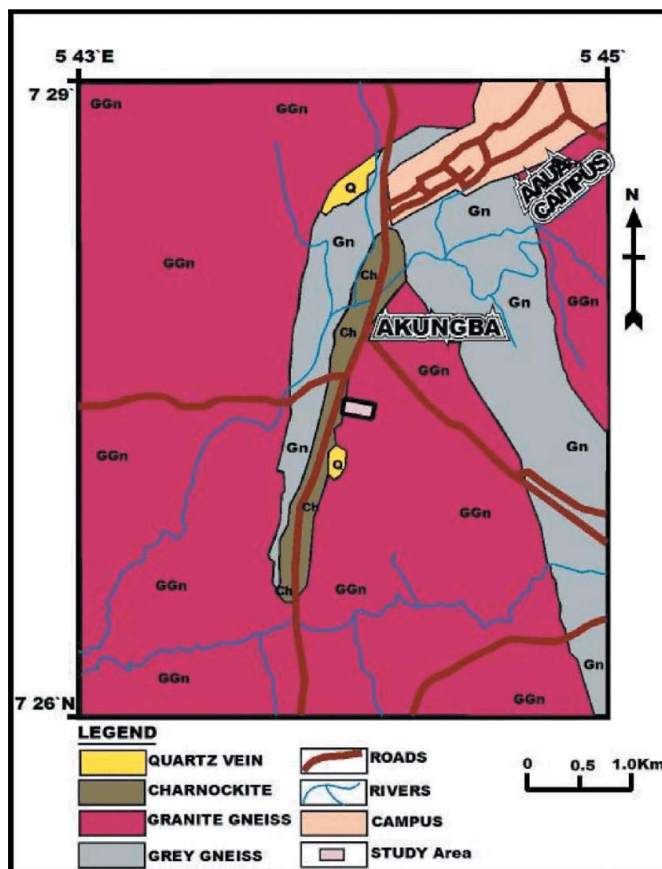 5 43`E
5 45`
7 29`
GGn
GGn
Q
AAUA
CAMPUS
N
Gn
Gn
GGn
Ch
Gn
GGn
Ch
AKUNGBA
GGn
Gn
Gn
GGn
Q
Ch
GGn
GGn
Ch
GGn
Gn
GGn
GGn
7 26`N
LEGEND
QUARTZ VEIN
ROADS
CHARNOCKITE
RIVERS
GRANITE GNEISS
CAMPUS
GREY GNEISS
STUDY Area
0 0.5 1.0Km